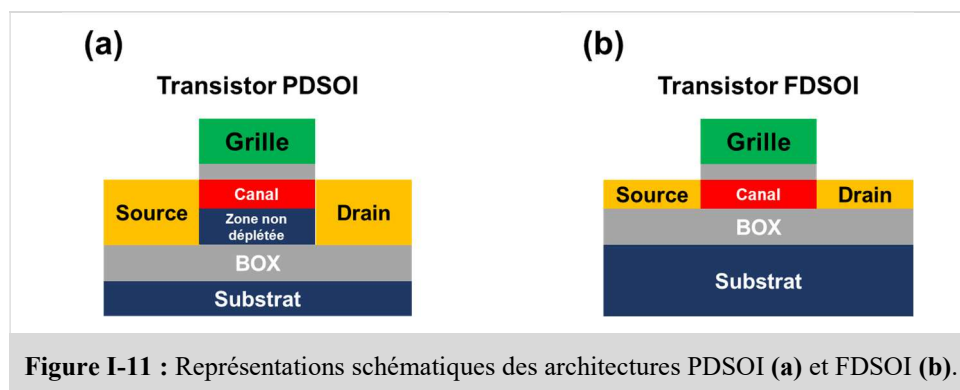 (a)
Transistor PDSOI
Grille
Canal
Source
Zone non
déplétée
Drain
BOX
Substrat
(b)
Transistor FDSOI
Grille
Source
Canal
Drain
BOX
Substrat
Figure I-11 : Représentations schématiques des architectures PDSOI (a) et FDSOI (b).